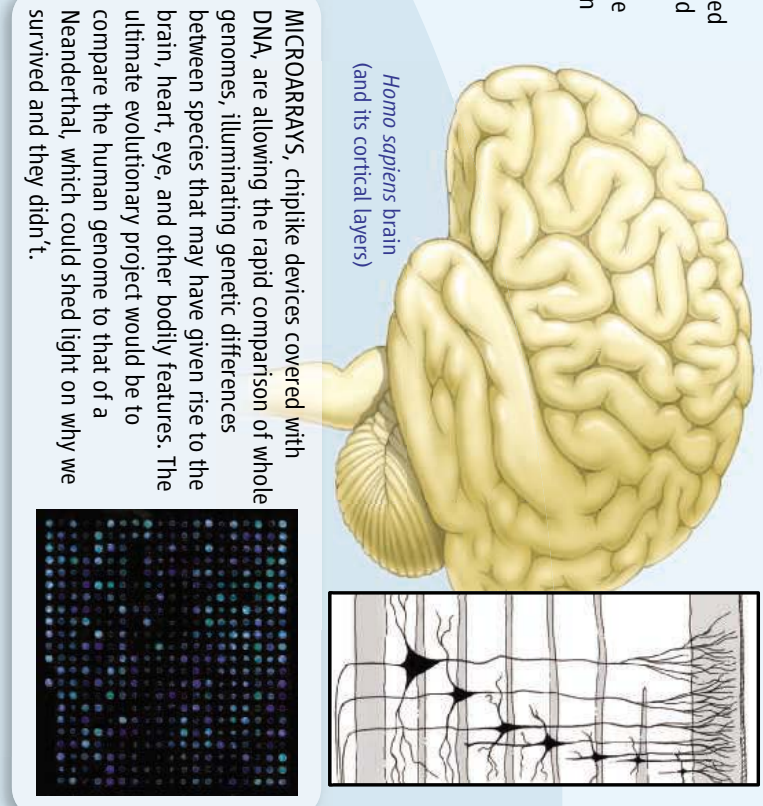 ed
d
e
n
Homo sapiens brain
(and its cortical layers)
MICROARRAYS, chiplike devices covered with
DNA, are allowing the rapid comparison of whole
genomes, illuminating genetic differences
between species that may have given rise to the
brain, heart, eye, and other bodily features. The
ultimate evolutionary project would be to
compare the human genome to that of a
Neanderthal, which could shed light on why we
survived and they didn’t.